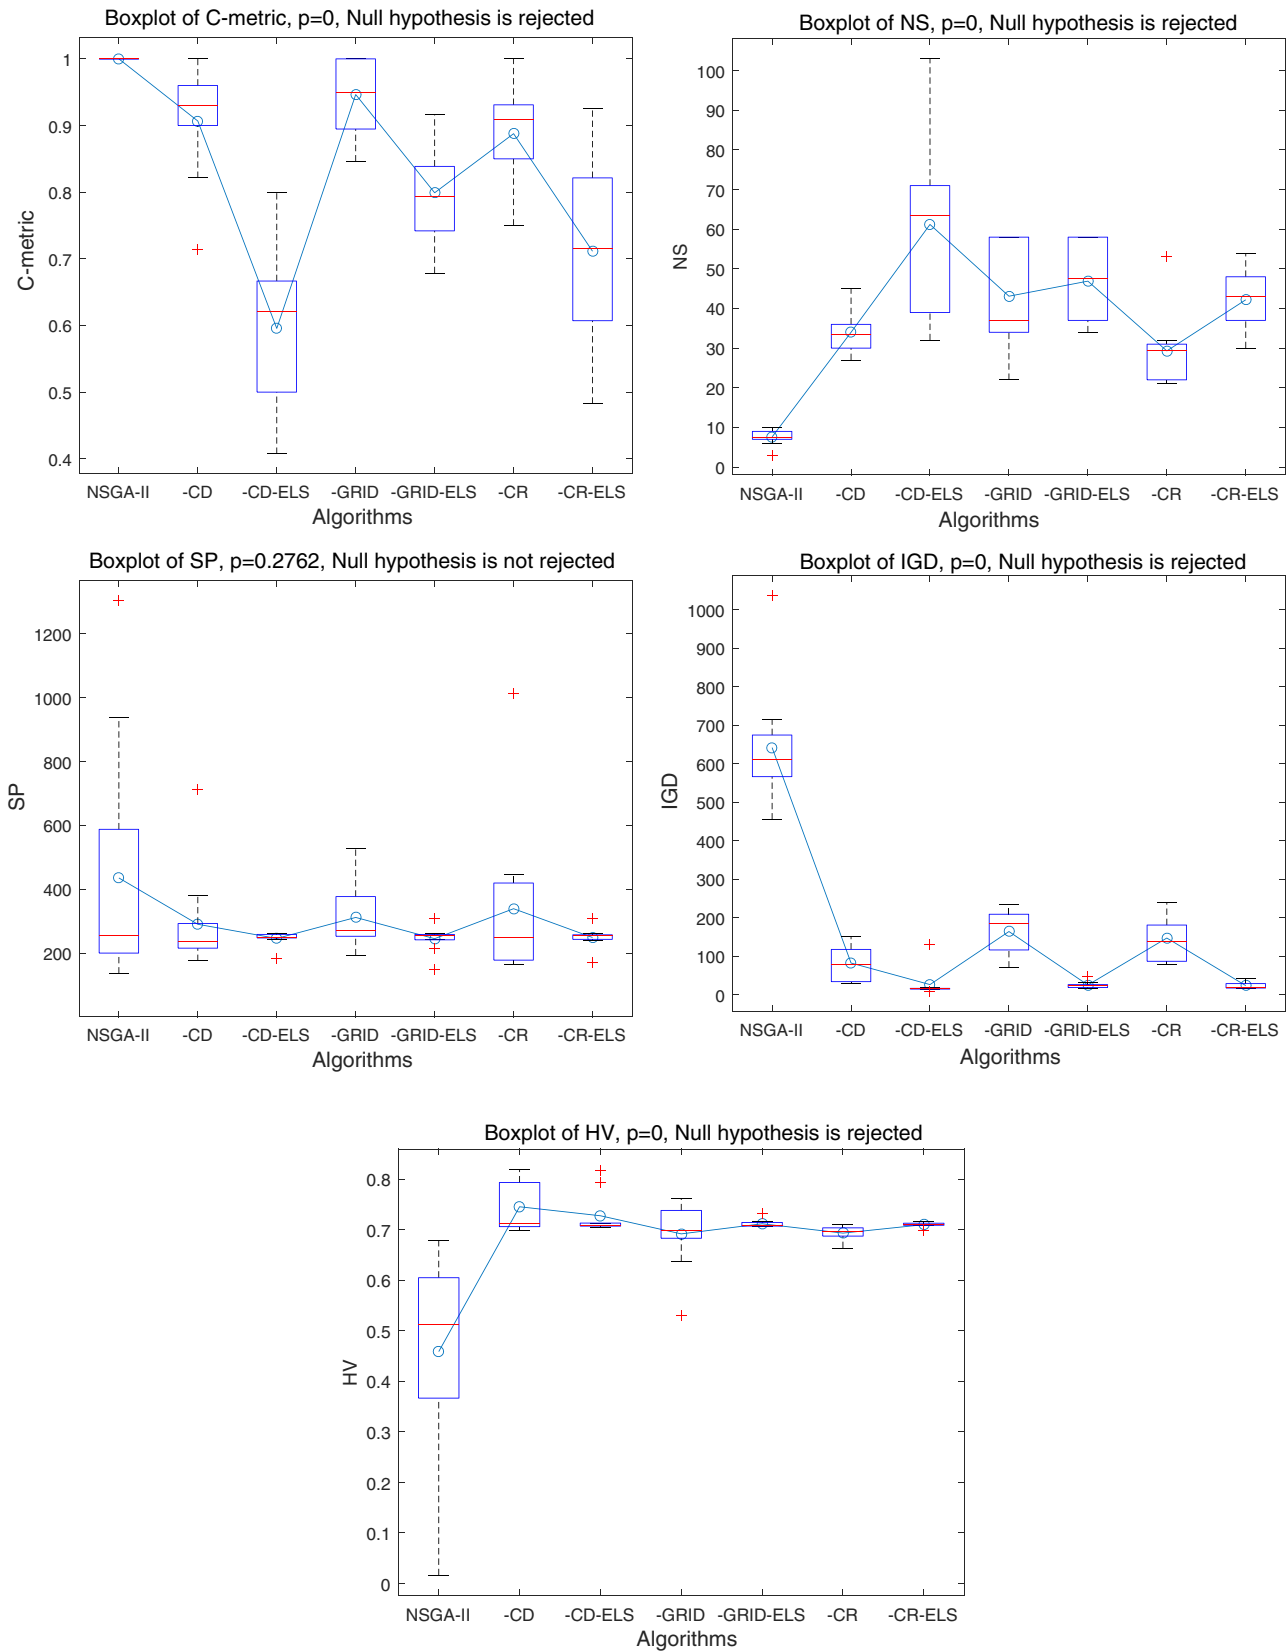 Boxplot of C-metric, p=0, Null hypothesis is rejected
1
0.9
0.8
0.7
0.6
0.5
0.4
C-metric
NSGA-II -CD -CD-ELS -GRID -GRID-ELS -CR -CR-ELS
Algorithms
Boxplot of NS, p=0, Null hypothesis is rejected
100
90
80
70
60
50
40
30
20
10
0
NS
NSGA-II -CD -CD-ELS -GRID -GRID-ELS -CR -CR-ELS
Algorithms
Boxplot of SP, p=0.2762, Null hypothesis is not rejected
1200
1000
800
600
400
200
SP
NSGA-II -CD -CD-ELS -GRID -GRID-ELS -CR -CR-ELS
Algorithms
Boxplot of IGD, p=0, Null hypothesis is rejected
1000
900
800
700
600
500
400
300
200
100
0
IGD
NSGA-II -CD -CD-ELS -GRID -GRID-ELS -CR -CR-ELS
Algorithms
Boxplot of HV, p=0, Null hypothesis is rejected
0.8
0.7
0.6
0.5
0.4
0.3
0.2
0.1
0
HV
NSGA-II -CD -CD-ELS -GRID -GRID-ELS -CR -CR-ELS
Algorithms